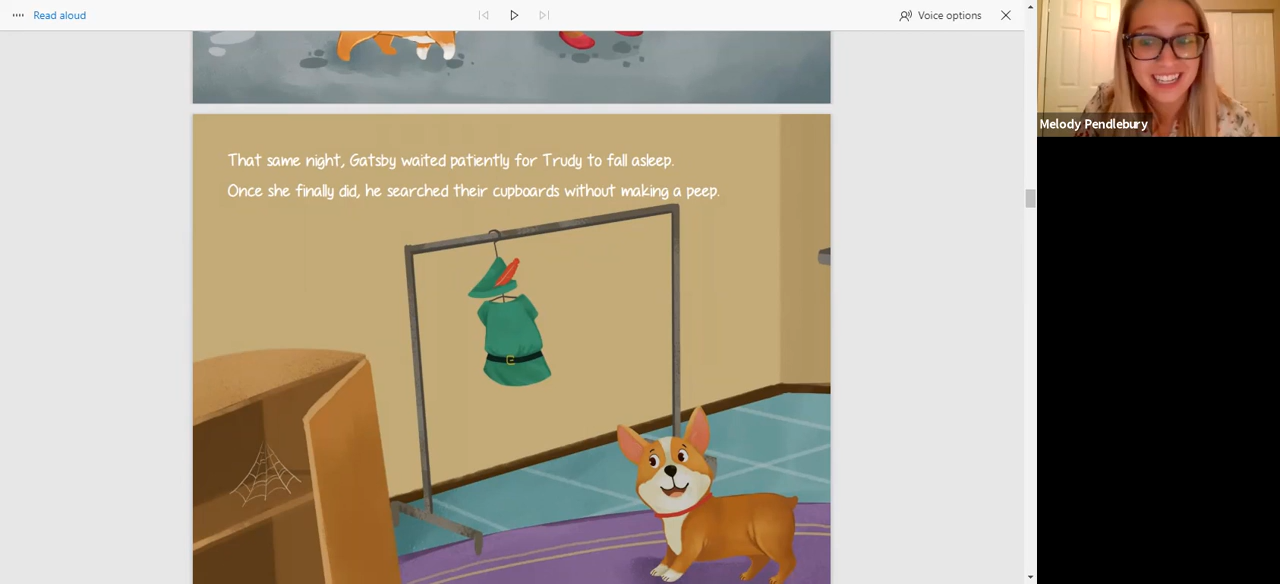 Read aloud
Voice options
Melody Pendlebury
That same night, Gatsby waited patiently for Trudy to fall asleep.
Once she finally did, he searched their cupboards without making a peep.